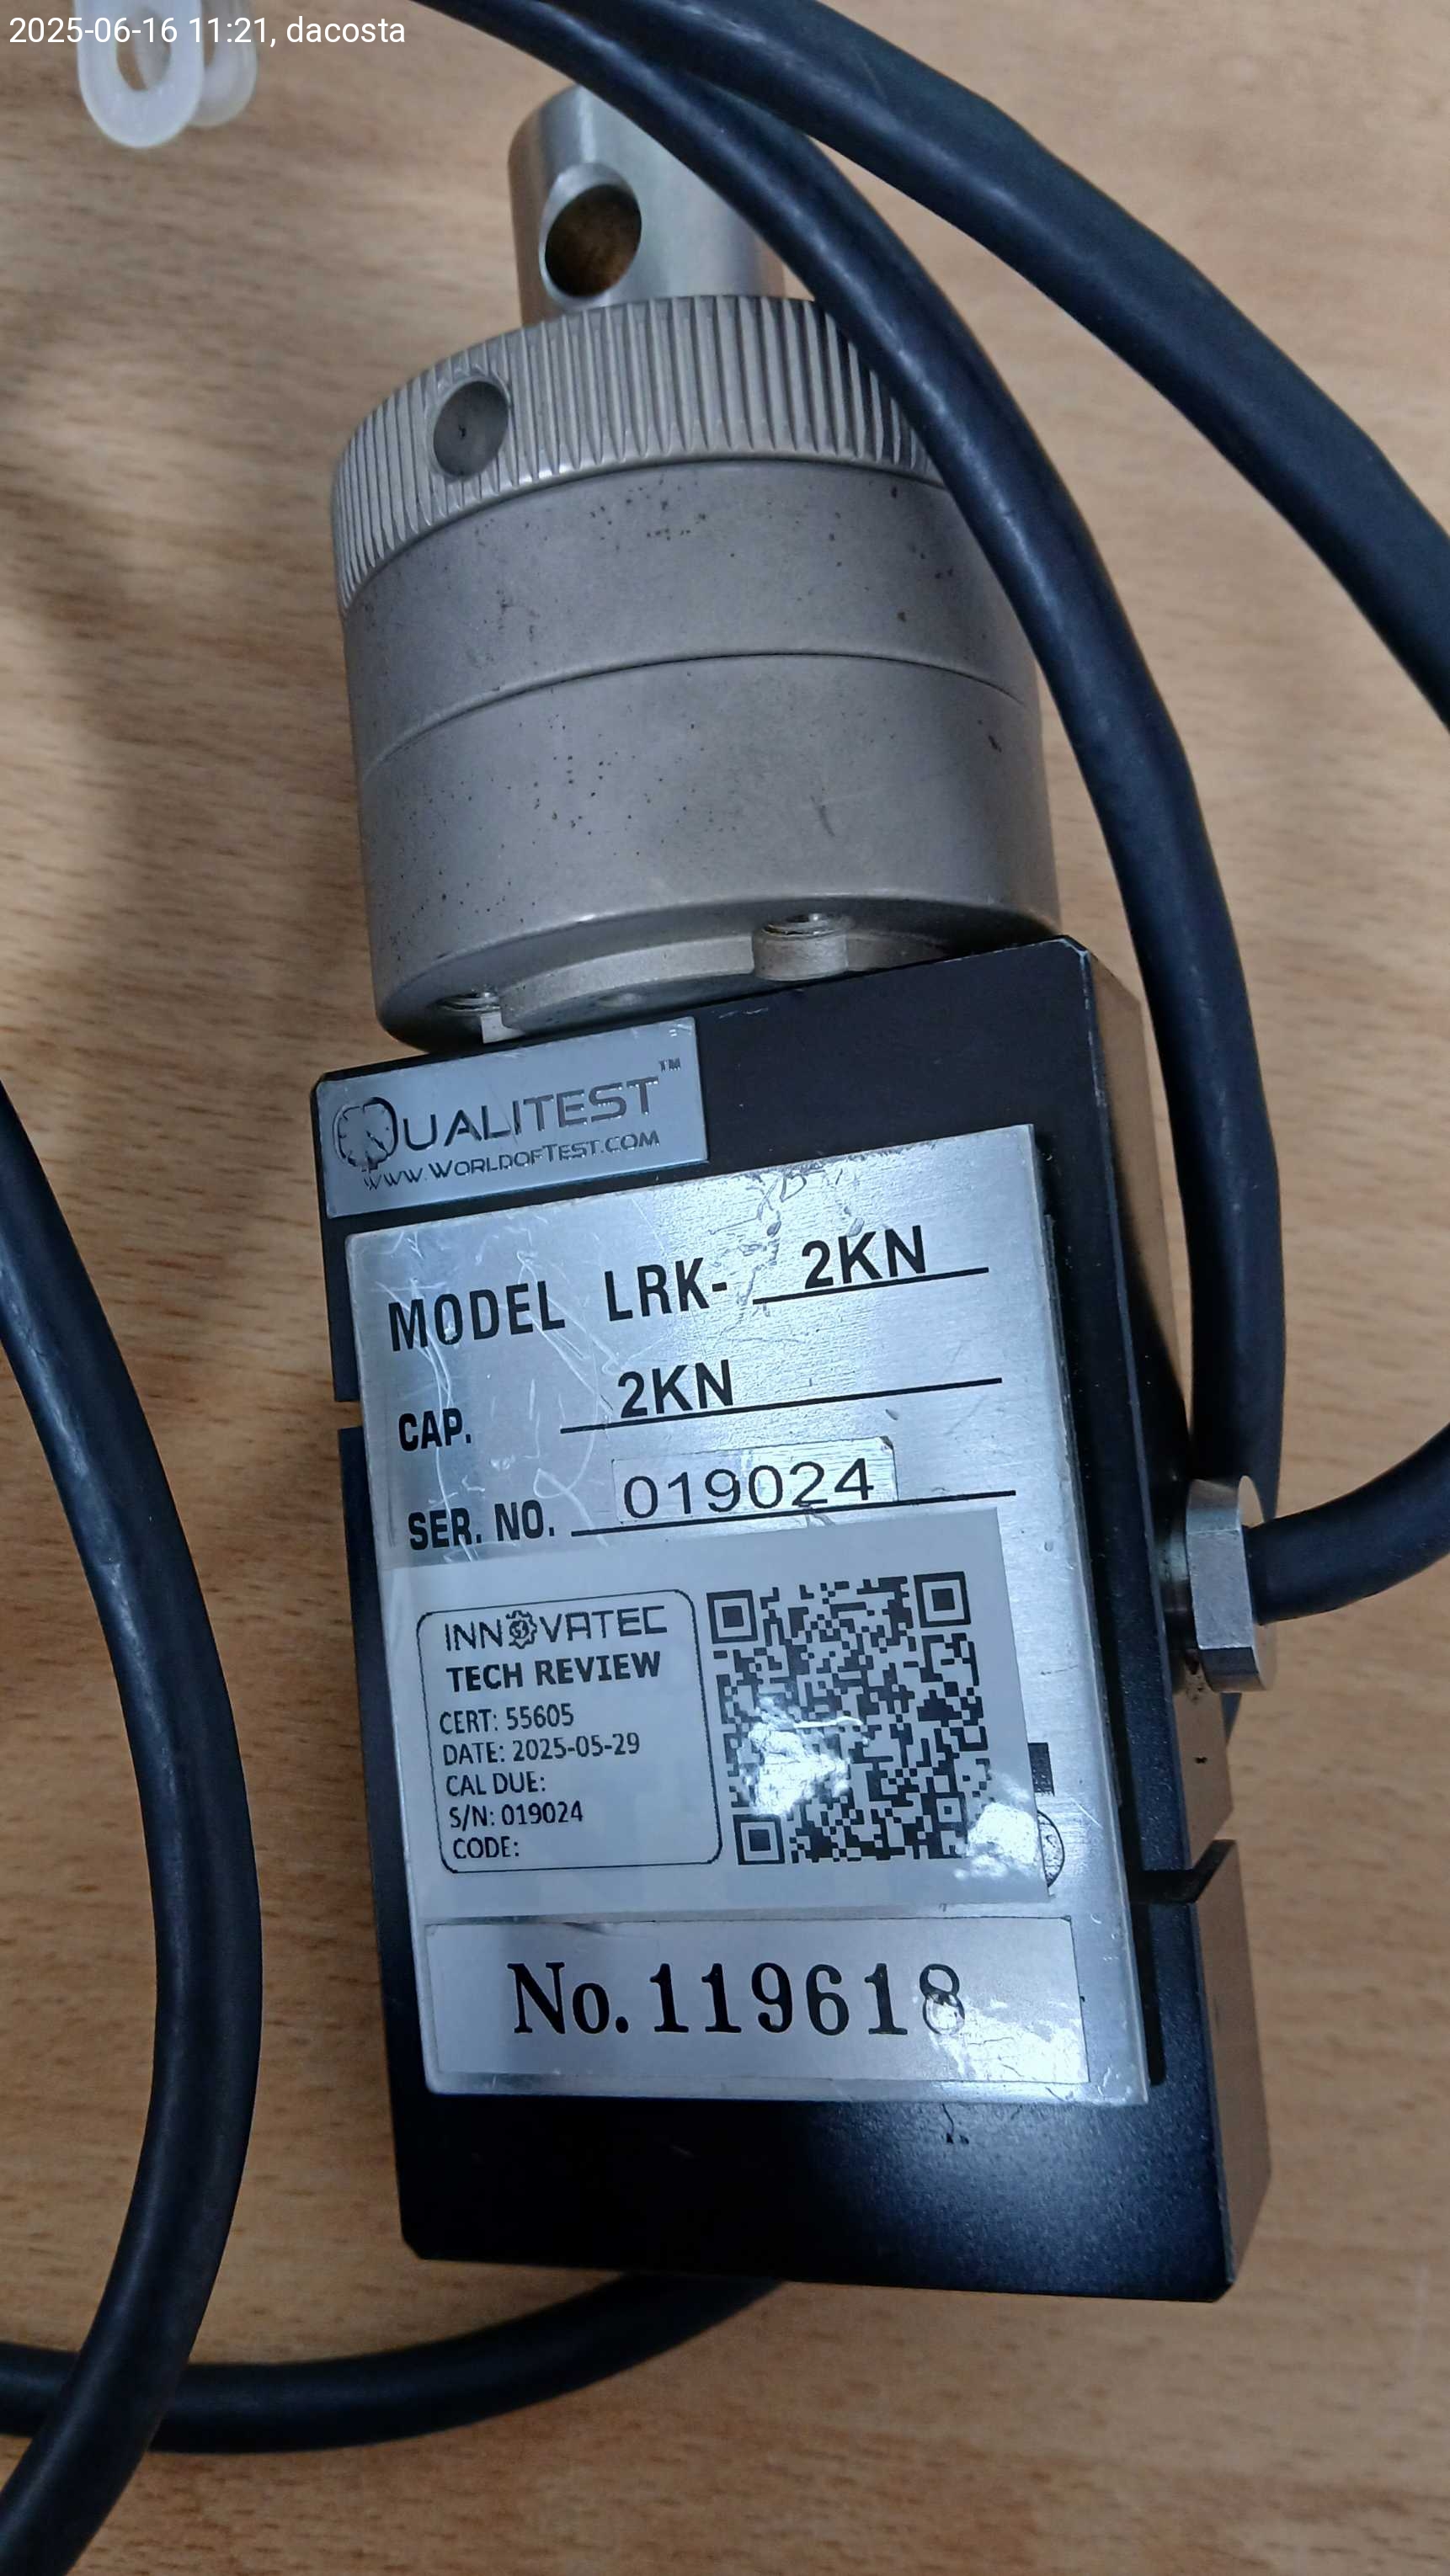 2025-06-16 11:21, dacosta
QUALITEST™
WWW.WORLDOFTEST.COM
MODEL LRK- 2KN
CAP. 2KN
SER. NO. 019024
INNOVATEC
TECH REVIEW
CERT: 55605
DATE: 2025-05-29
CAL DUE:
S/N: 019024
CODE:
No. 119618